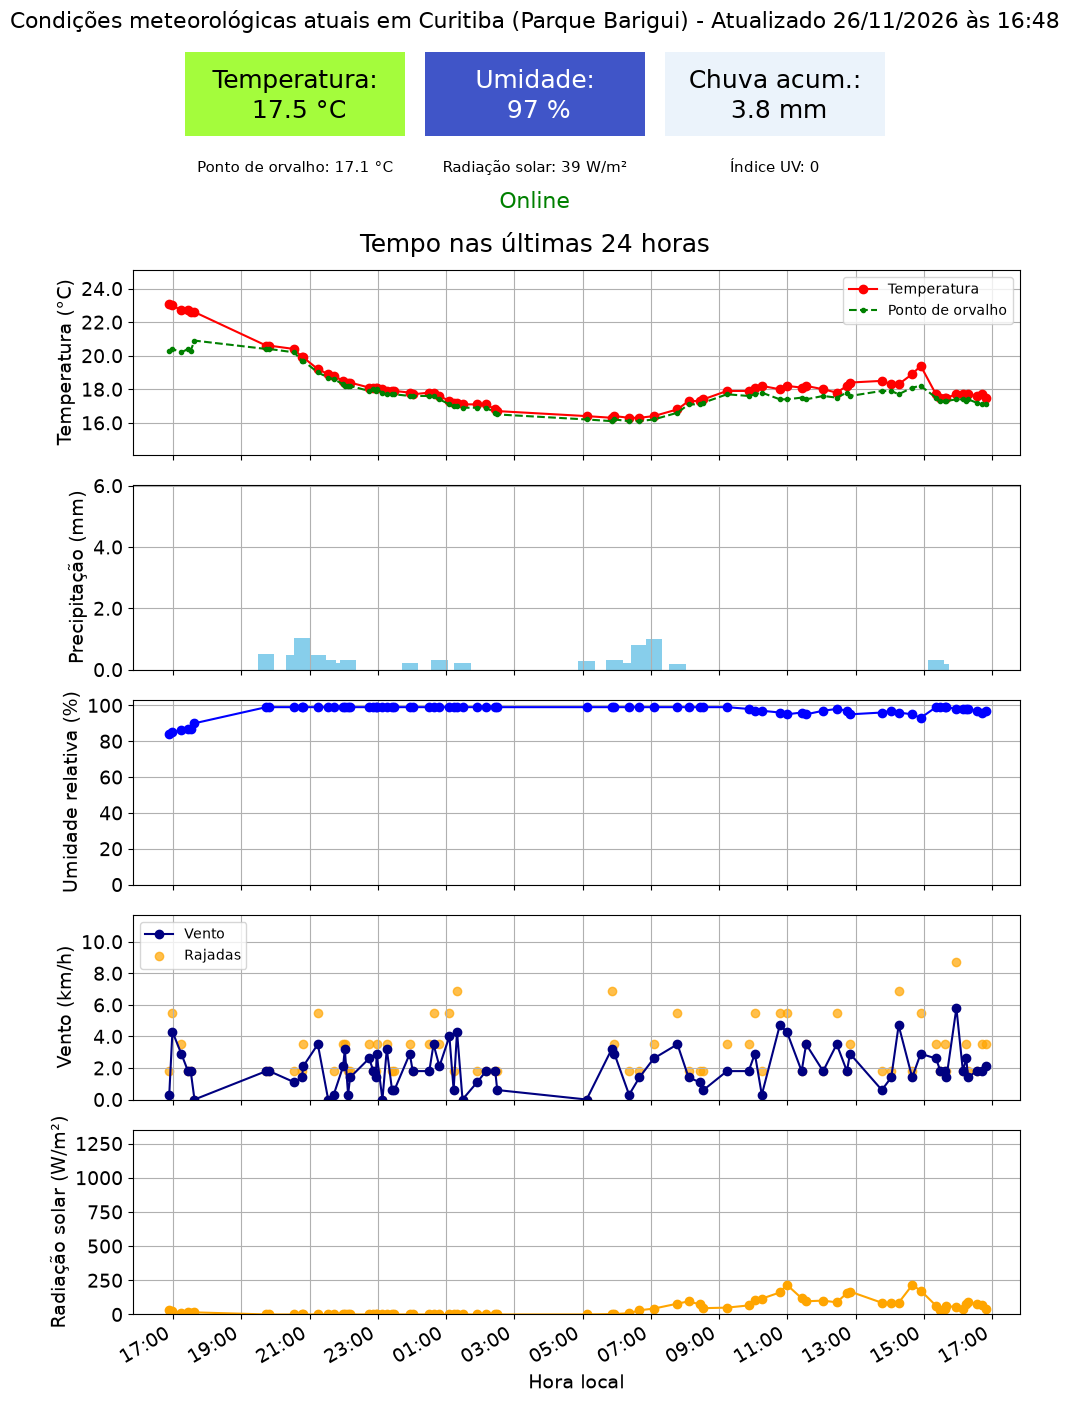 Condições meteorológicas atuais em Curitiba (Parque Barigui) - Atualizado 26/11/2026 às 16:48
Temperatura:
17.5 °C
Umidade:
97 %
Chuva acum.:
3.8 mm
Ponto de orvalho: 17.1 °C
Radiação solar: 39 W/m²
Índice UV: 0
Online
Tempo nas últimas 24 horas
Temperatura (°C)
24.0
22.0
20.0
18.0
16.0
Temperatura
Ponto de orvalho
Precipitação (mm)
6.0
4.0
2.0
0.0
Umidade relativa (%)
100
80
60
40
20
0
Vento (km/h)
10.0
8.0
6.0
4.0
2.0
0.0
Vento
Rajadas
Radiação solar (W/m²)
1250
1000
750
500
250
0
17:00
19:00
21:00
23:00
01:00
03:00
05:00
07:00
09:00
11:00
13:00
15:00
17:00
Hora local